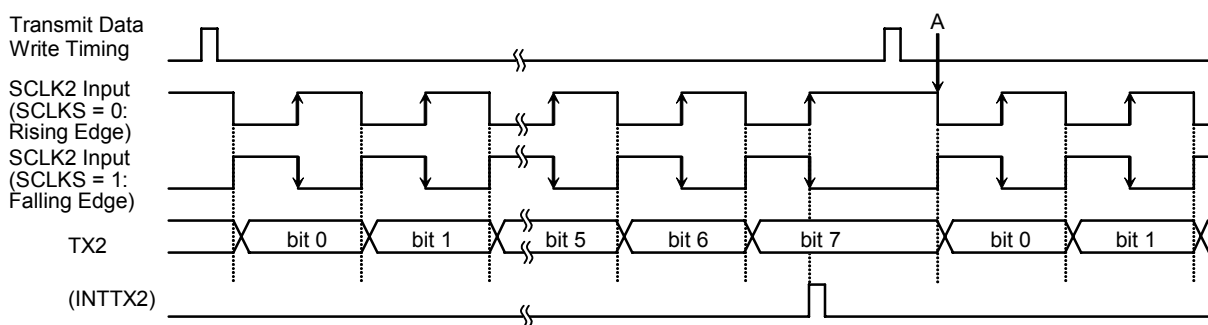 Transmit Data
Write Timing
A
SCLK2 Input
(SCLKS = 0:
Rising Edge)
SCLK2 Input
(SCLKS = 1:
Falling Edge)
TX2
bit 0
bit 1
bit 5
bit 6
bit 7
bit 0
bit 1
(INTTX2)